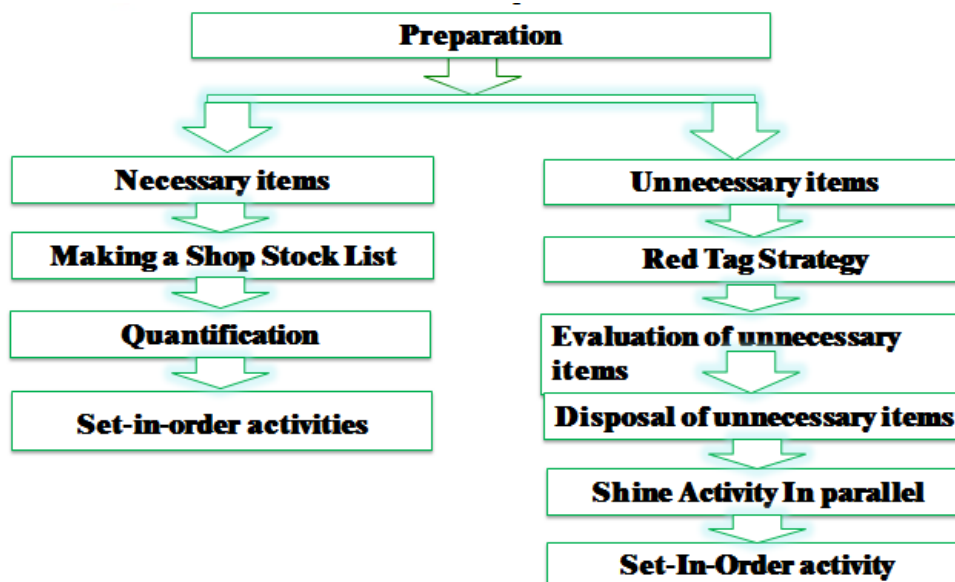 Preparation
Necessary items
Making a Shop Stock List
Quantification
Set-in-order activities
Unnecessary items
Red Tag Strategy
Evaluation of unnecessary
items
Disposal of unnecessary items
Shine Activity In parallel
Set-In-Order activity